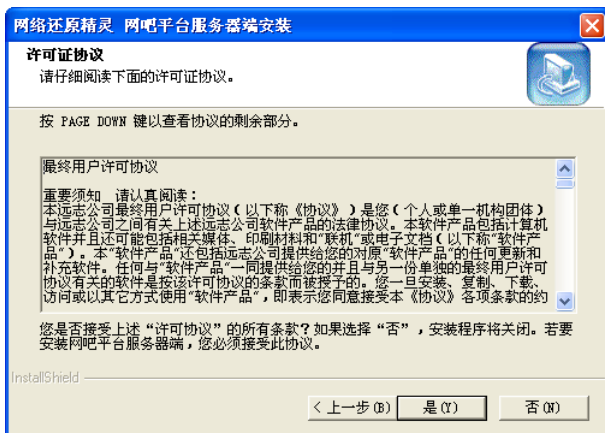 网络还原精灵 网吧平台服务器端安装
许可证协议
请仔细阅读下面的许可证协议。
按 PAGE DOWN 键以查看协议的剩余部分。
最终用户许可协议
重要须知 请认真阅读：
本远志公司最终用户许可协议（以下称《协议》）是您（个人或单一机构团体）
与远志公司之间有关上述远志公司软件产品的法律协议。本软件产品包括计算机
软件并且还可能包括相关媒体、印刷材料和"联机"或电子文档（以下称"软件产
品"）。本"软件产品"还包括远志公司提供给您的对原"软件产品"的任何更新和
补充软件。任何与"软件产品"一同提供给您的并且与另一份单独的最终用户许可
协议有关的软件是按该许可协议的条款而被授予的。您一旦安装、复制、下载、
访问或以其它方式使用"软件产品"，即表示您同意接受本《协议》各项条款的约
您是否接受上述“许可协议”的所有条款？如果选择“否”，安装程序将关闭。若要
安装网吧平台服务器端，您必须接受此协议。
InstallShield
< 上一步(B) 是(Y) 否(N)